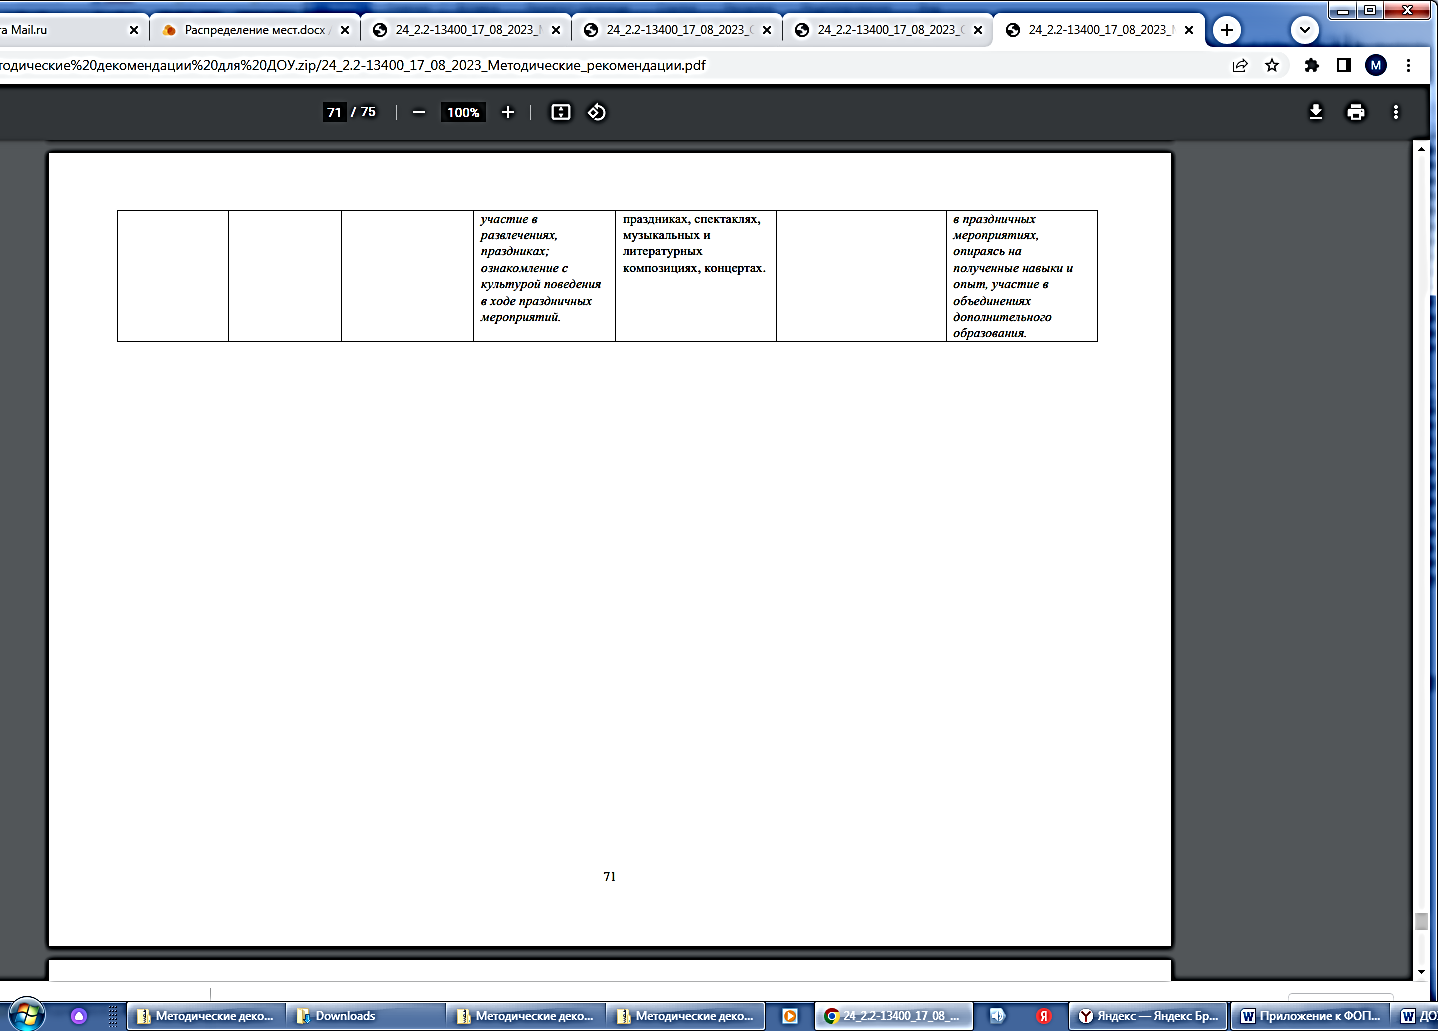 а Mail.ru
Распределение мест.docx /
24_2.2-13400_17_08_2023_
24_2.2-13400_17_08_2023_
24_2.2-13400_17_08_2023_
24_2.2-13400_17_08_2023_
тодические%20декомендации%20для%20ДОУ.zip/24_2.2-13400_17_08_2023_Методические_рекомендации.pdf
M
71 / 75
100%
участие в
развлечениях,
праздниках;
ознакомление с
культурой поведения
в ходе праздничных
мероприятий.
праздниках, спектаклях,
музыкальных и
литературных
композициях, концертах.
в праздничных
мероприятиях,
опираясь на
полученные навыки и
опыт, участие в
объединениях
дополнительного
образования.
71
Методические деко...
Downloads
Методические деко...
Методические деко...
24_2.2-13400_17_08_...
Я
Яндекс — Яндекс Бр...
Приложение к ФОП...
ДО